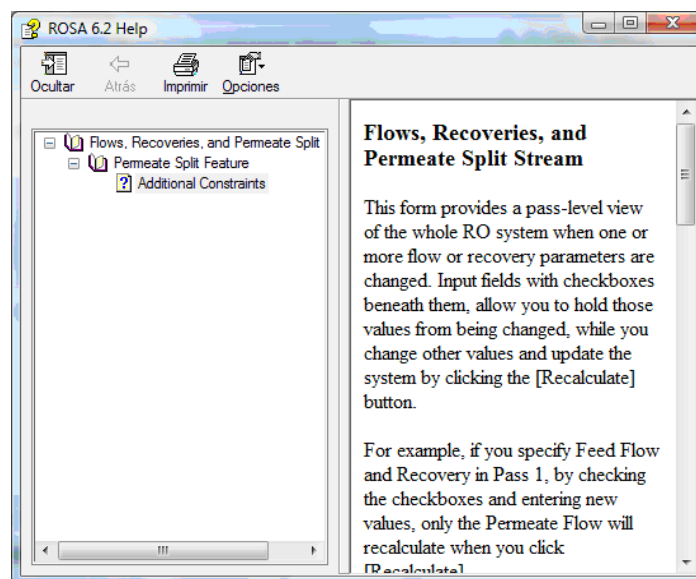 ROSA 6.2 Help
Ocultar Atrás Imprimir Opciones
Flows, Recoveries, and Permeate Split
Permeate Split Feature
Additional Constraints
Flows, Recoveries, and
Permeate Split Stream
This form provides a pass-level view
of the whole RO system when one or
more flow or recovery parameters are
changed. Input fields with checkboxes
beneath them, allow you to hold those
values from being changed, while you
change other values and update the
system by clicking the [Recalculate]
button.
For example, if you specify Feed Flow
and Recovery in Pass 1, by checking
the checkboxes and entering new
values, only the Permeate Flow will
recalculate when you click
[Recalculate]